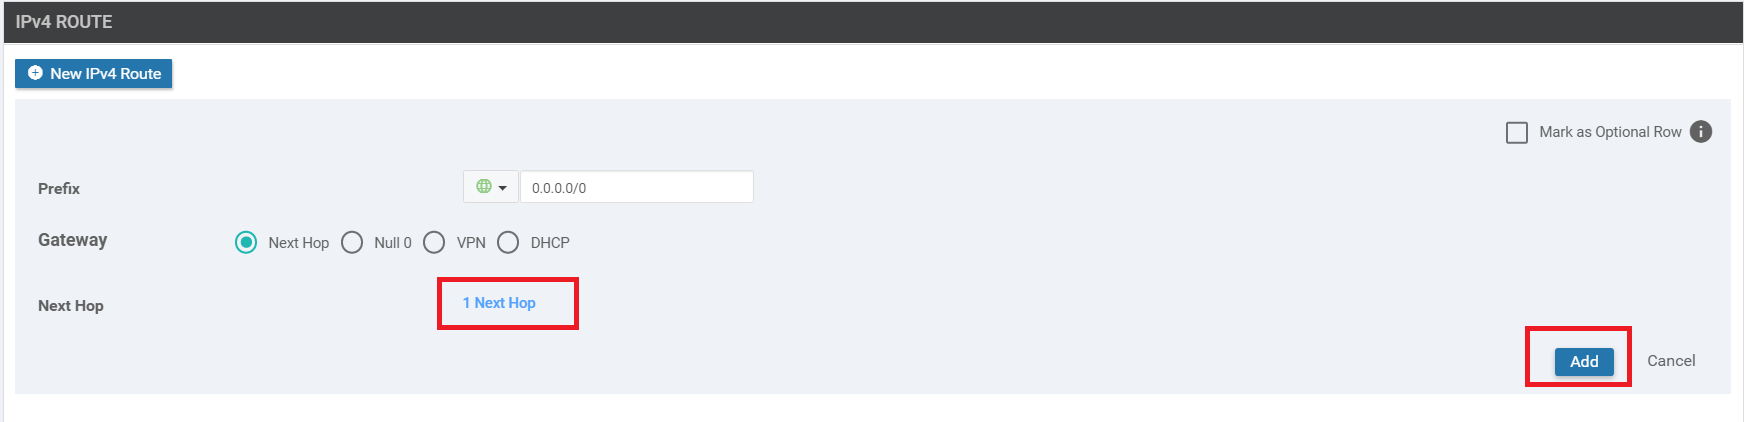 IPv4 ROUTE
New IPv4 Route
Mark as Optional Row
Prefix 0.0.0.0/0
Gateway Next Hop Null 0 VPN DHCP
Next Hop 1 Next Hop
Add Cancel